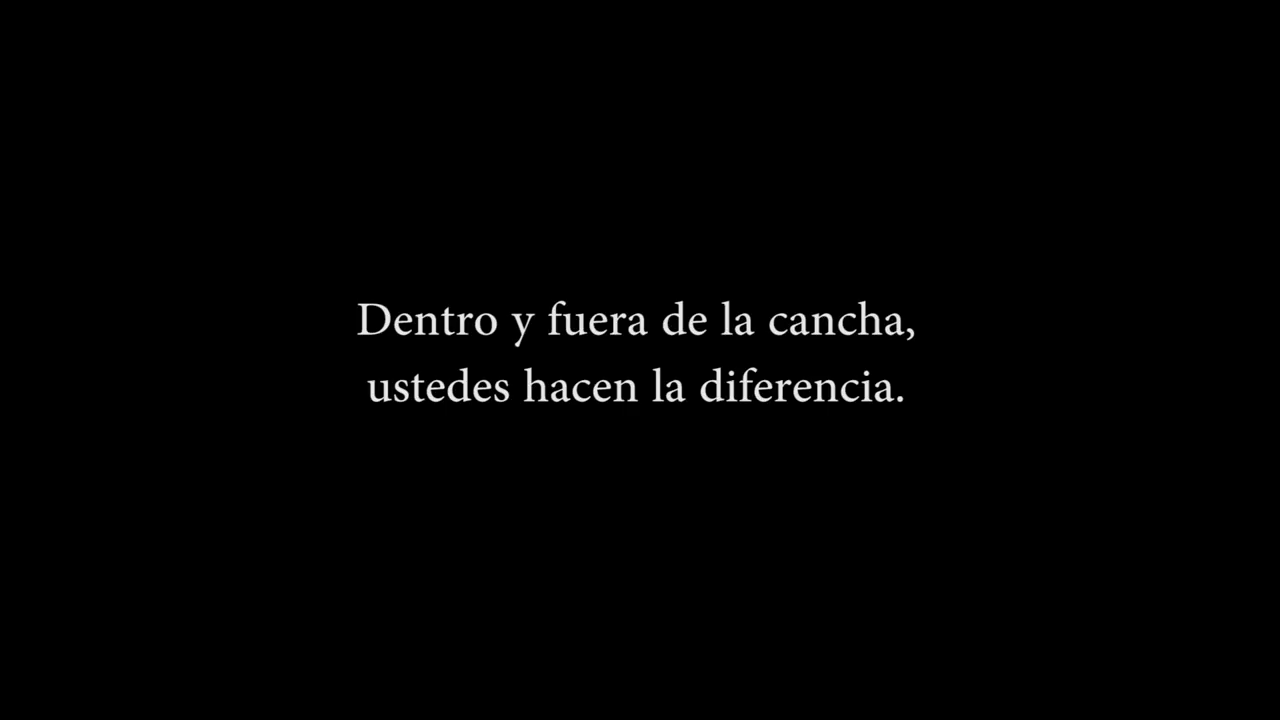 Dentro y fuera de la cancha,
ustedes hacen la diferencia.